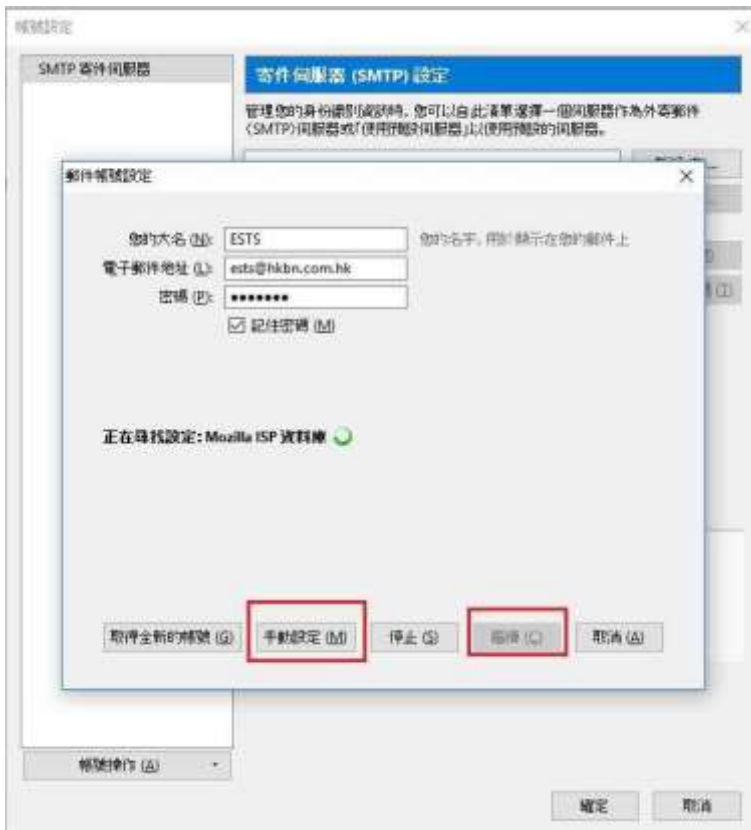 帳號設定
SMTP 寄件伺服器
寄件伺服器 (SMTP) 設定
管理您的身份識別資訊時，您可以自此清單選擇一個伺服器作為外寄郵件
(SMTP)伺服器或「使用預設伺服器」以使用預設的伺服器。
郵件帳號設定
您的大名 (N): ESTS 您的名字，用於顯示在您的郵件上
電子郵件地址 (L): ests@hkbn.com.hk
密碼 (P): •••••••
記住密碼 (M)
正在尋找設定: Mozilla ISP 資料庫
取得全新的帳號 (G) 手動設定 (M) 停止 (S) (C) 取消 (A)
帳號操作 (A)
確定 取消